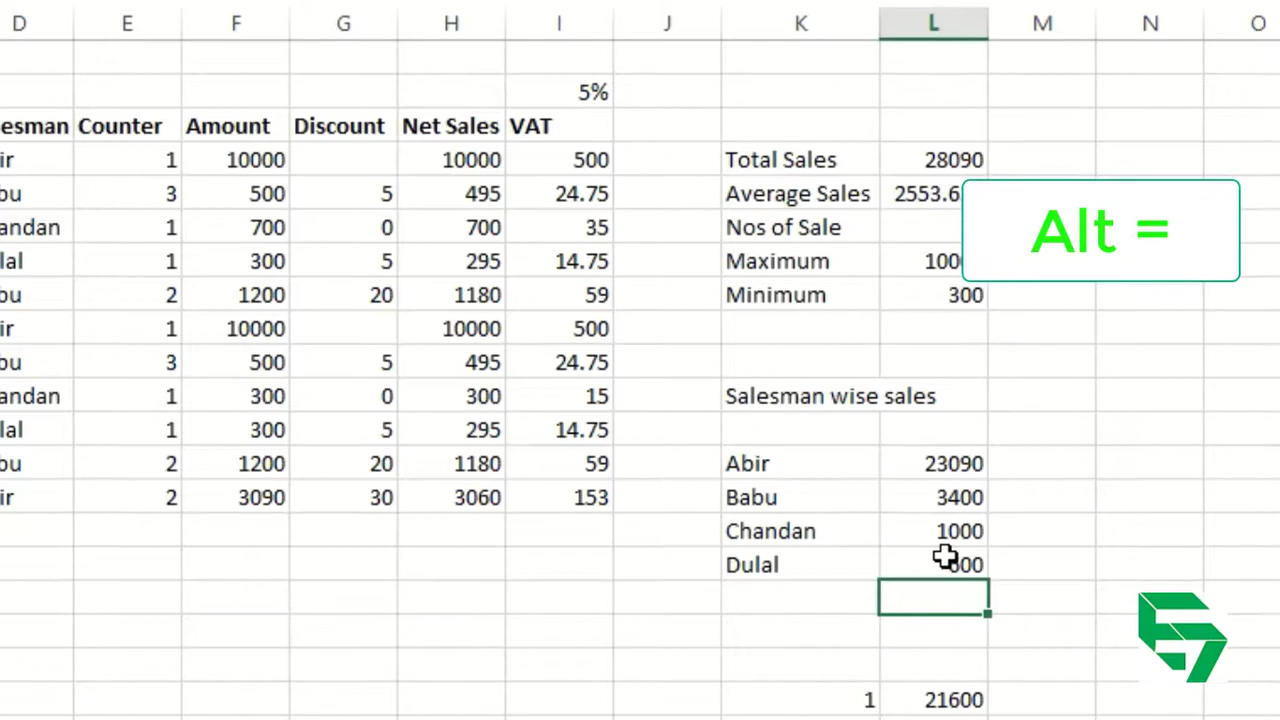 D E F G H I J K L M N O
5%
esman Counter Amount Discount Net Sales VAT
ir 1 10000 10000 500 Total Sales 28090
bu 3 500 5 495 24.75 Average Sales 2553.6
andan 1 700 0 700 35 Nos of Sale
Alt =
lal 1 300 5 295 14.75 Maximum 100
bu 2 1200 20 1180 59 Minimum 300
ir 1 10000 10000 500
bu 3 500 5 495 24.75
andan 1 300 0 300 15 Salesman wise sales
lal 1 300 5 295 14.75
bu 2 1200 20 1180 59 Abir 23090
ir 2 3090 30 3060 153 Babu 3400
Chandan 1000
Dulal
1 21600